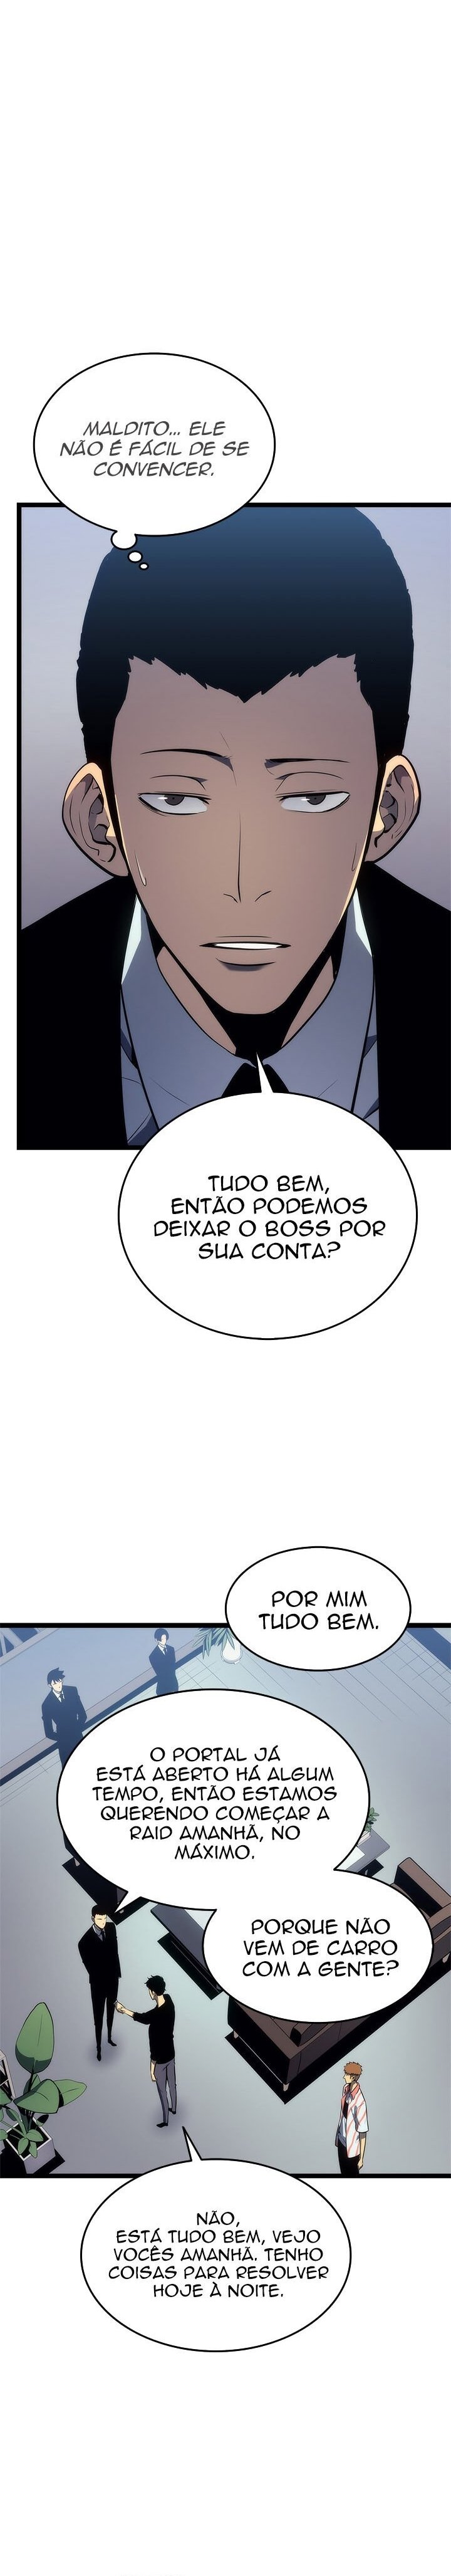 MALDITO... ELE
NÃO É FÁCIL DE SE
CONVENCER.
TUDO BEM,
ENTÃO PODEMOS
DEIXAR O BOSS POR
SUA CONTA?
POR MIM
TUDO BEM.
O PORTAL JÁ
ESTÁ ABERTO HÁ ALGUM
TEMPO, ENTÃO ESTAMOS
QUERENDO COMEÇAR A
RAID AMANHÃ, NO
MÁXIMO.
PORQUE NÃO
VEM DE CARRO
COM A GENTE?
NÃO,
ESTÁ TUDO BEM, VEJO
VOCÊS AMANHÃ. TENHO
COISAS PARA RESOLVER
HOJE À NOITE.